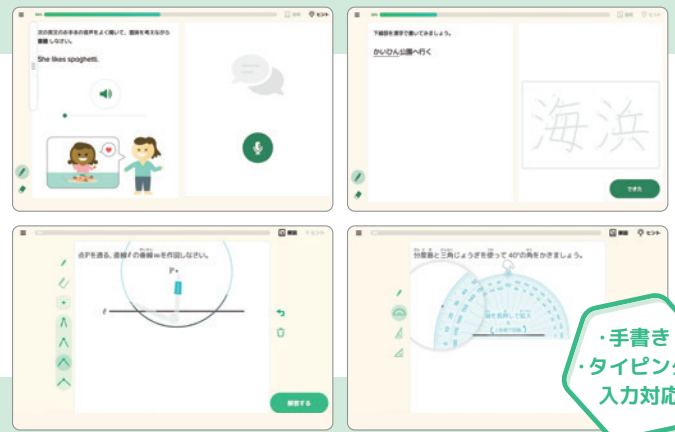 ヒント
次の英文のお手本の音声をよく聞いて、意味を考えながら
音読しなさい。
She likes spaghetti.
下線部を漢字で書いてみましょう。
かいひん公園へ行く
海浜
できた
点Pを通る、直線ℓの垂線mを作図しなさい。
P
ℓ
解答する
分度器と三角じょうぎを使って 40°の角をかきましょう。
・手書き
・タイピング
入力対応